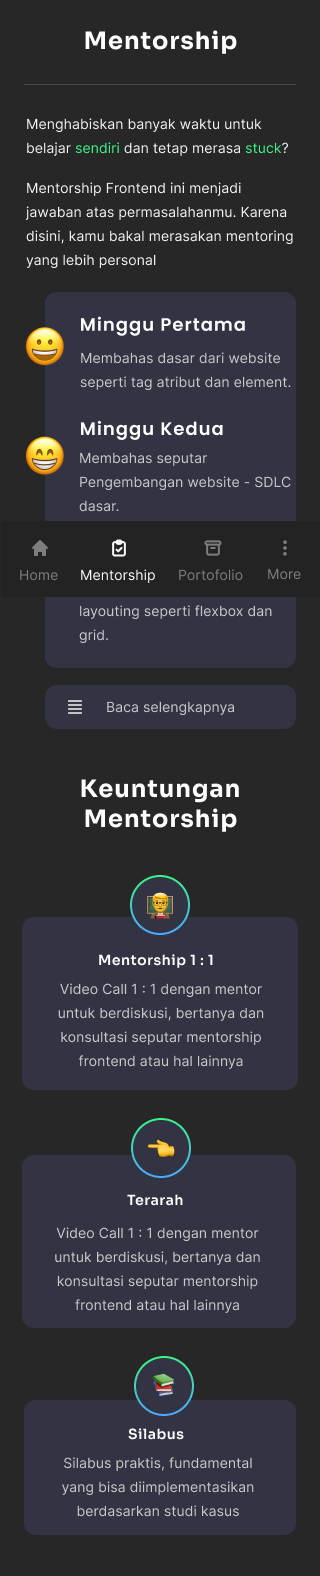 Mentorship
Menghabiskan banyak waktu untuk
belajar sendiri dan tetap merasa stuck?
Mentorship Frontend ini menjadi
jawaban atas permasalahanmu. Karena
disini, kamu bakal merasakan mentoring
yang lebih personal
Minggu Pertama
Membahas dasar dari website
seperti tag atribut dan element.
Minggu Kedua
Membahas seputar
Pengembangan website - SDLC
dasar.
Home Mentorship Portofolio More
layouting seperti flexbox dan
grid.
Baca selengkapnya
Keuntungan
Mentorship
Mentorship 1 : 1
Video Call 1 : 1 dengan mentor
untuk berdiskusi, bertanya dan
konsultasi seputar mentorship
frontend atau hal lainnya
Terarah
Video Call 1 : 1 dengan mentor
untuk berdiskusi, bertanya dan
konsultasi seputar mentorship
frontend atau hal lainnya
Silabus
Silabus praktis, fundamental
yang bisa diimplementasikan
berdasarkan studi kasus